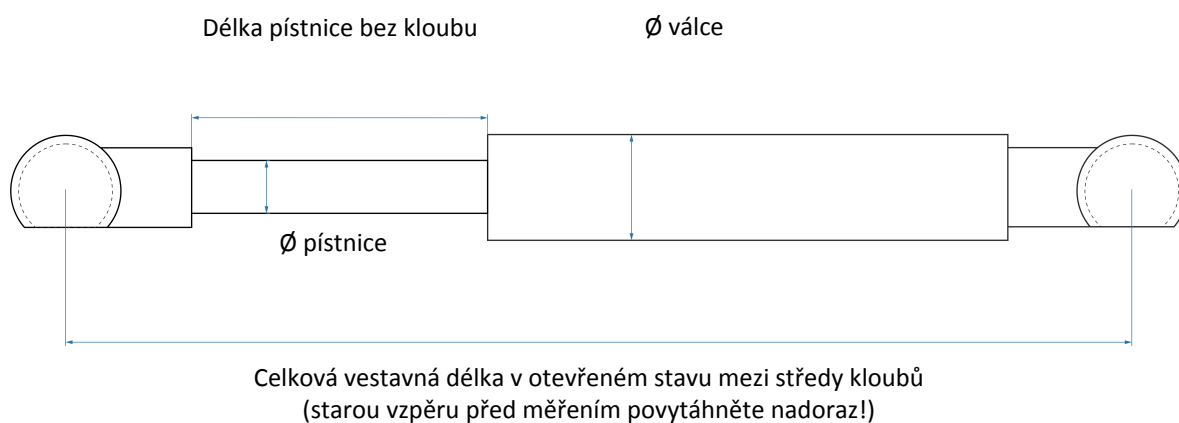 Délka pístnice bez kloubu
Ø válce
Ø pístnice
Celková vestavná délka v otevřeném stavu mezi středy kloubů
(starou vzpěru před měřením povytáhněte nadoraz!)